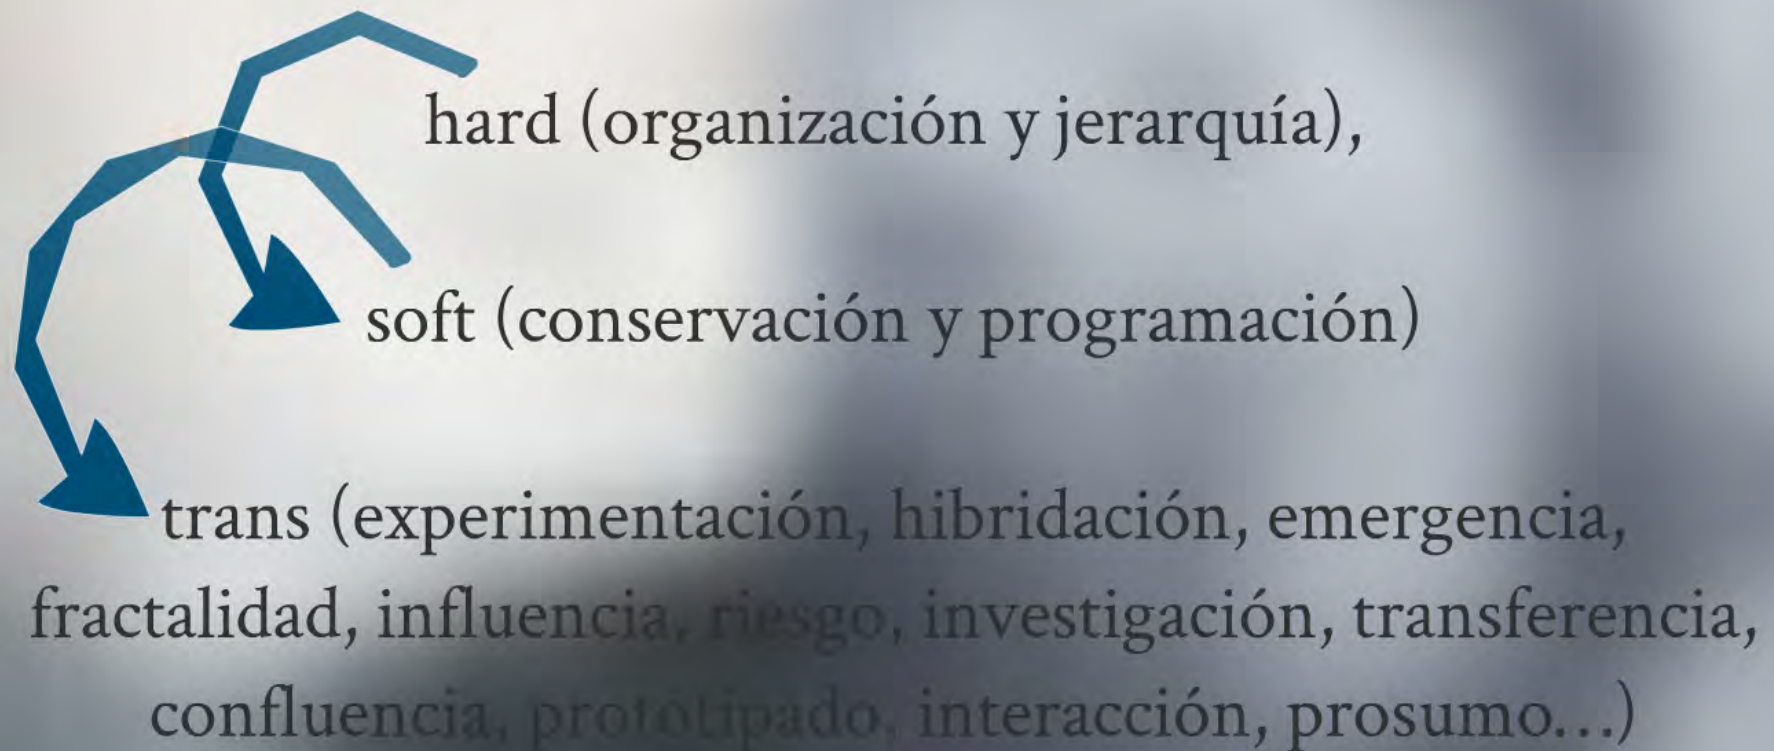 hard (organización y jerarquía),
soft (conservación y programación)
trans (experimentación, hibridación, emergencia,
fractalidad, influencia, riesgo, investigación, transferencia,
confluencia, prototipado, interacción, prosumo...)